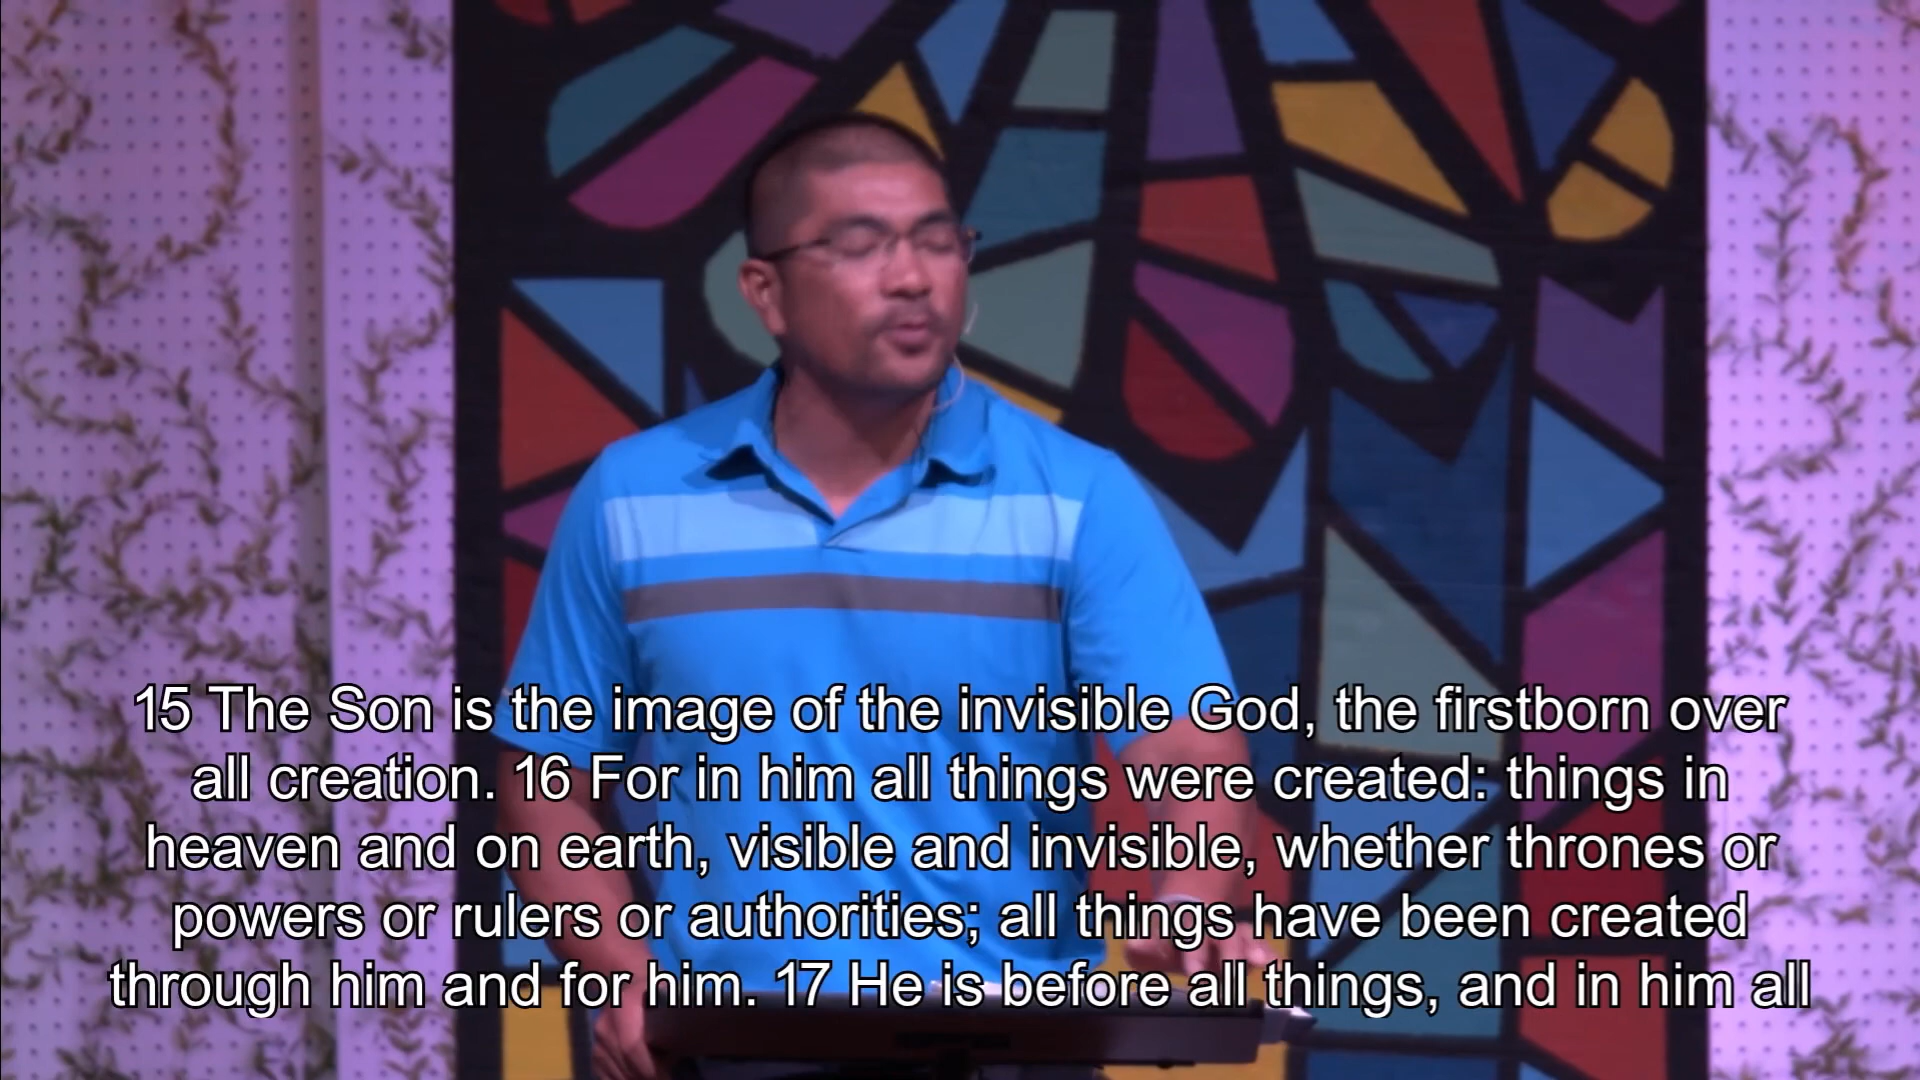 15 The Son is the image of the invisible God, the firstborn over
all creation. 16 For in him all things were created: things in
heaven and on earth, visible and invisible, whether thrones or
powers or rulers or authorities; all things have been created
through him and for him. 17 He is before all things, and in him all